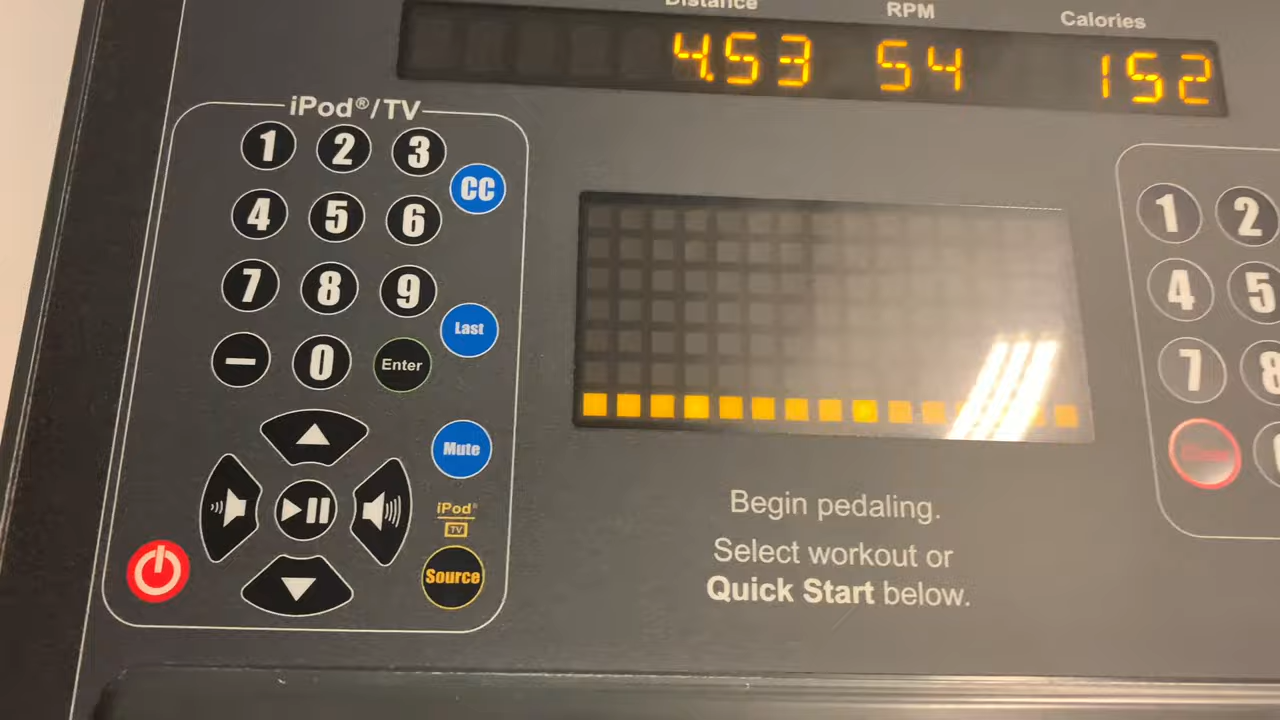 Distance RPM Calories
4.53 54 152
iPod®/TV
1 2 3
CC
4 5 6
7 8 9
Last
0 Enter
Mute
iPod®
TV
Source
1 2
4 5
7 8
Begin pedaling.
Select workout or
Quick Start below.